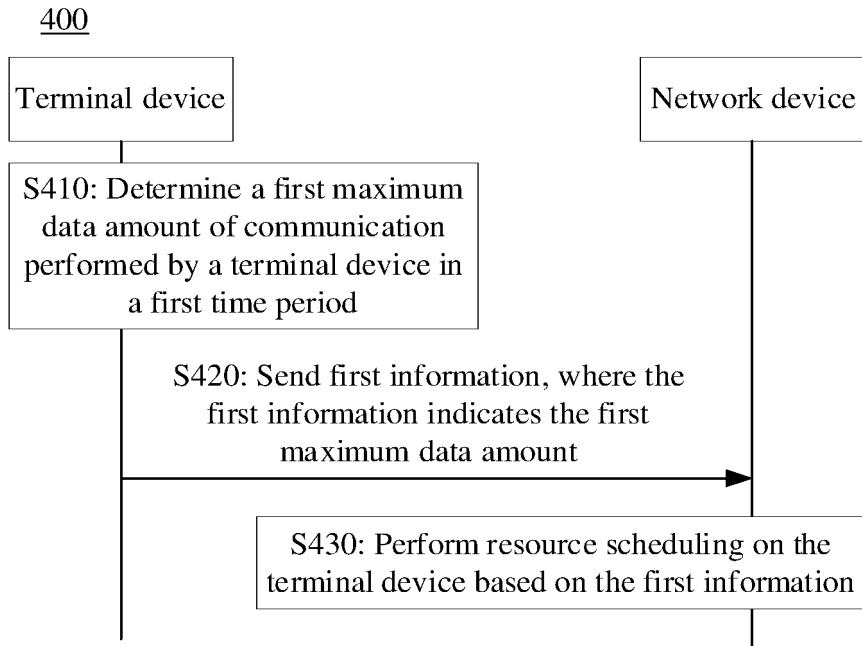 400
Terminal device
Network device
S410: Determine a first maximum
data amount of communication
performed by a terminal device in
a first time period
S420: Send first information, where the
first information indicates the first
maximum data amount
S430: Perform resource scheduling on the
terminal device based on the first information